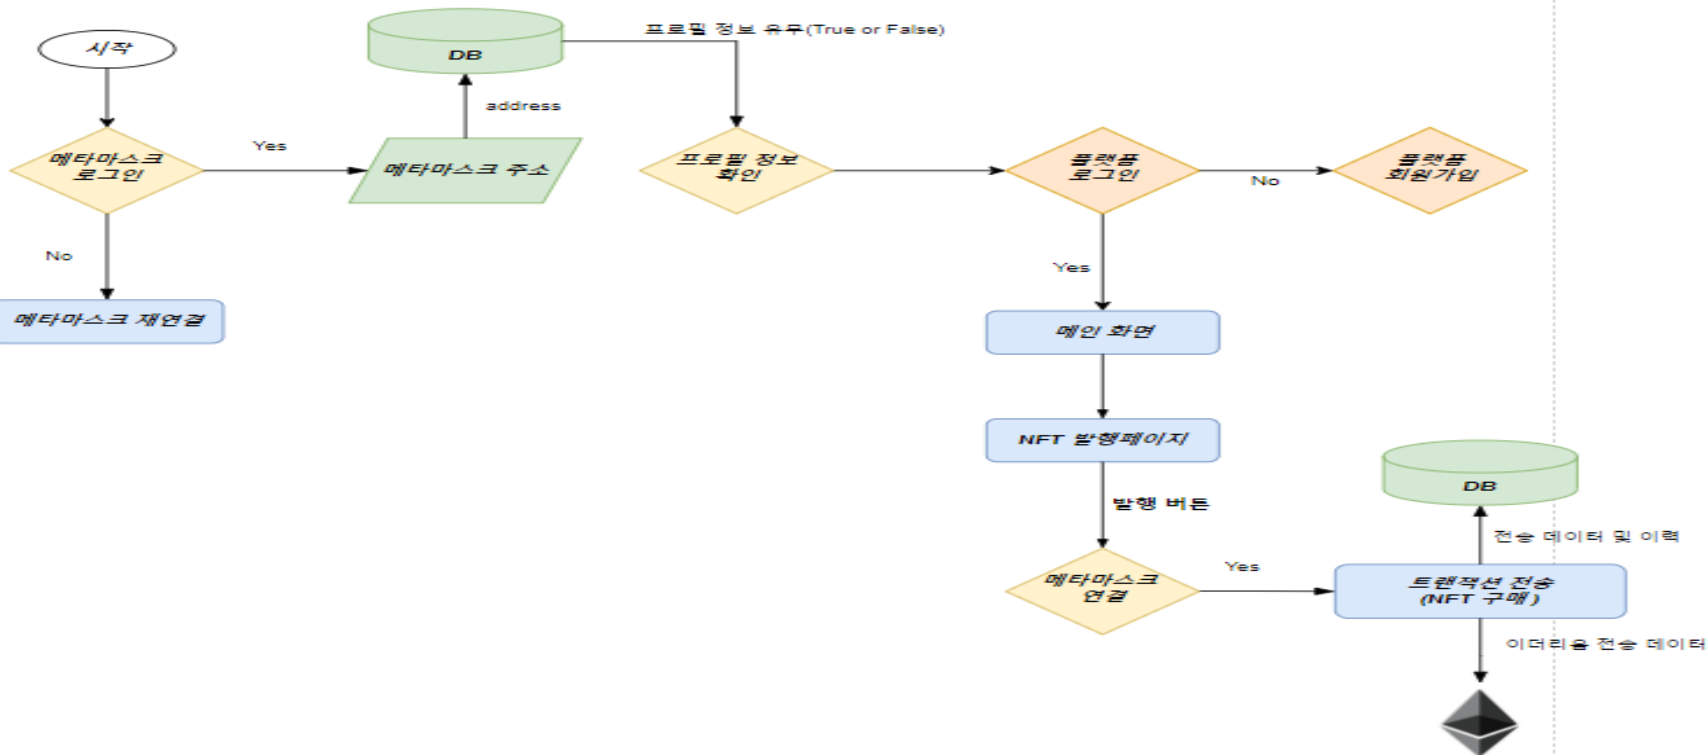 시작
DB
프로필 정보 유무(True or False)
address
메타마스크
로그인
Yes
메타마스크 주소
프로필 정보
확인
플랫폼
로그인
No
플랫폼
회원가입
No
Yes
메타마스크 재연결
메인 화면
NFT 발행페이지
DB
발행 버튼
전송 데이터 및 이력
메타마스크
연결
Yes
트랜잭션 전송
(NFT 구매)
이더리움 전송 데이터